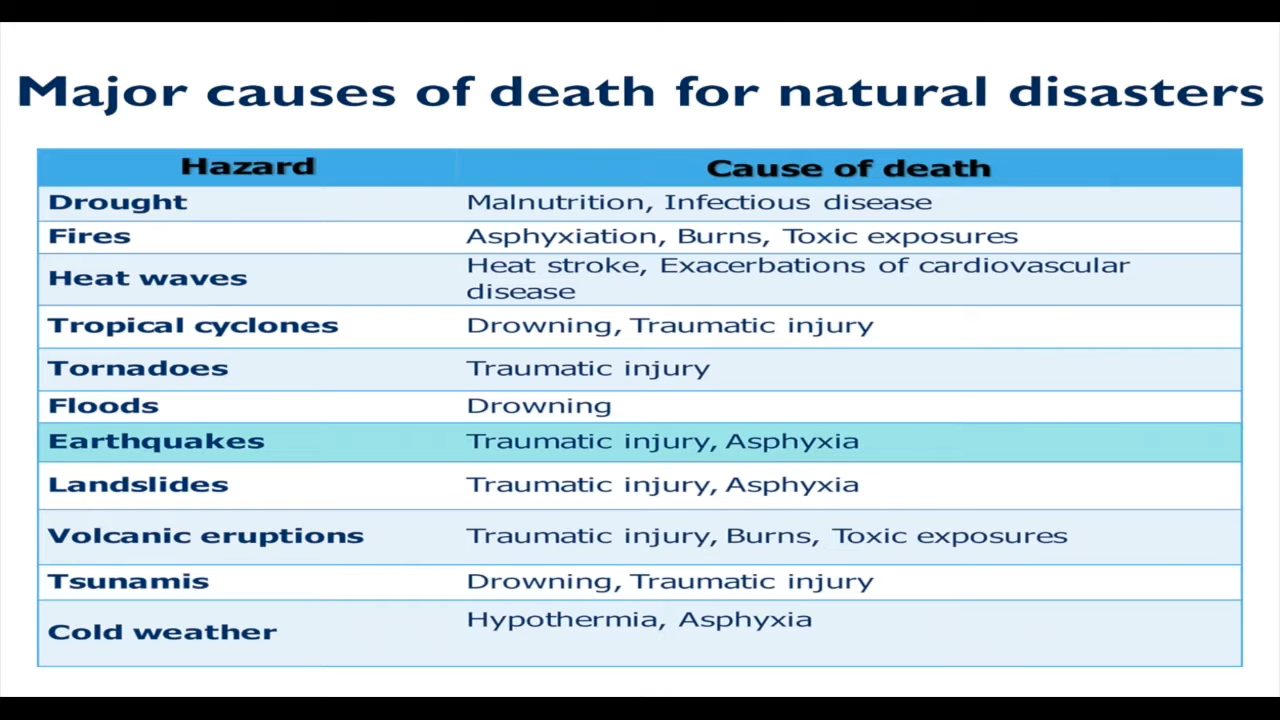 Major causes of death for natural disasters
Hazard Cause of death
Drought Malnutrition, Infectious disease
Fires Asphyxiation, Burns, Toxic exposures
Heat waves Heat stroke, Exacerbations of cardiovascular
disease
Tropical cyclones Drowning, Traumatic injury
Tornadoes Traumatic injury
Floods Drowning
Earthquakes Traumatic injury, Asphyxia
Landslides Traumatic injury, Asphyxia
Volcanic eruptions Traumatic injury, Burns, Toxic exposures
Tsunamis Drowning, Traumatic injury
Cold weather Hypothermia, Asphyxia